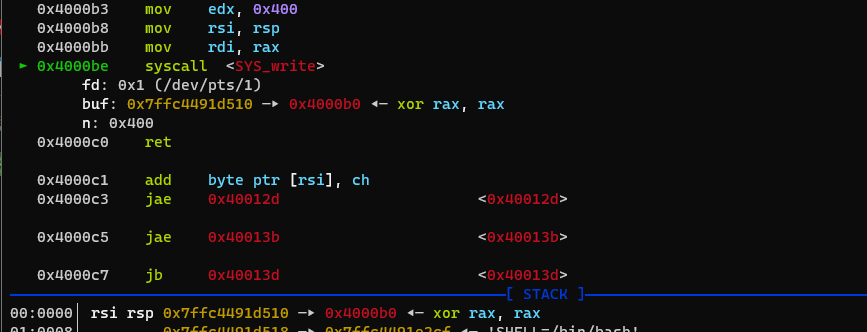 0x4000b3 mov edx, 0x400
0x4000b8 mov rsi, rsp
0x4000bb mov rdi, rax
► 0x4000be syscall <SYS_write>
fd: 0x1 (/dev/pts/1)
buf: 0x7ffc4491d510 —▸ 0x4000b0 ◂— xor rax, rax
n: 0x400
0x4000c0 ret
0x4000c1 add byte ptr [rsi], ch
0x4000c3 jae 0x40012d <0x40012d>
0x4000c5 jae 0x40013b <0x40013b>
0x4000c7 jb 0x40013d <0x40013d>
[ STACK ]
00:0000│ rsi rsp 0x7ffc4491d510 —▸ 0x4000b0 ◂— xor rax, rax